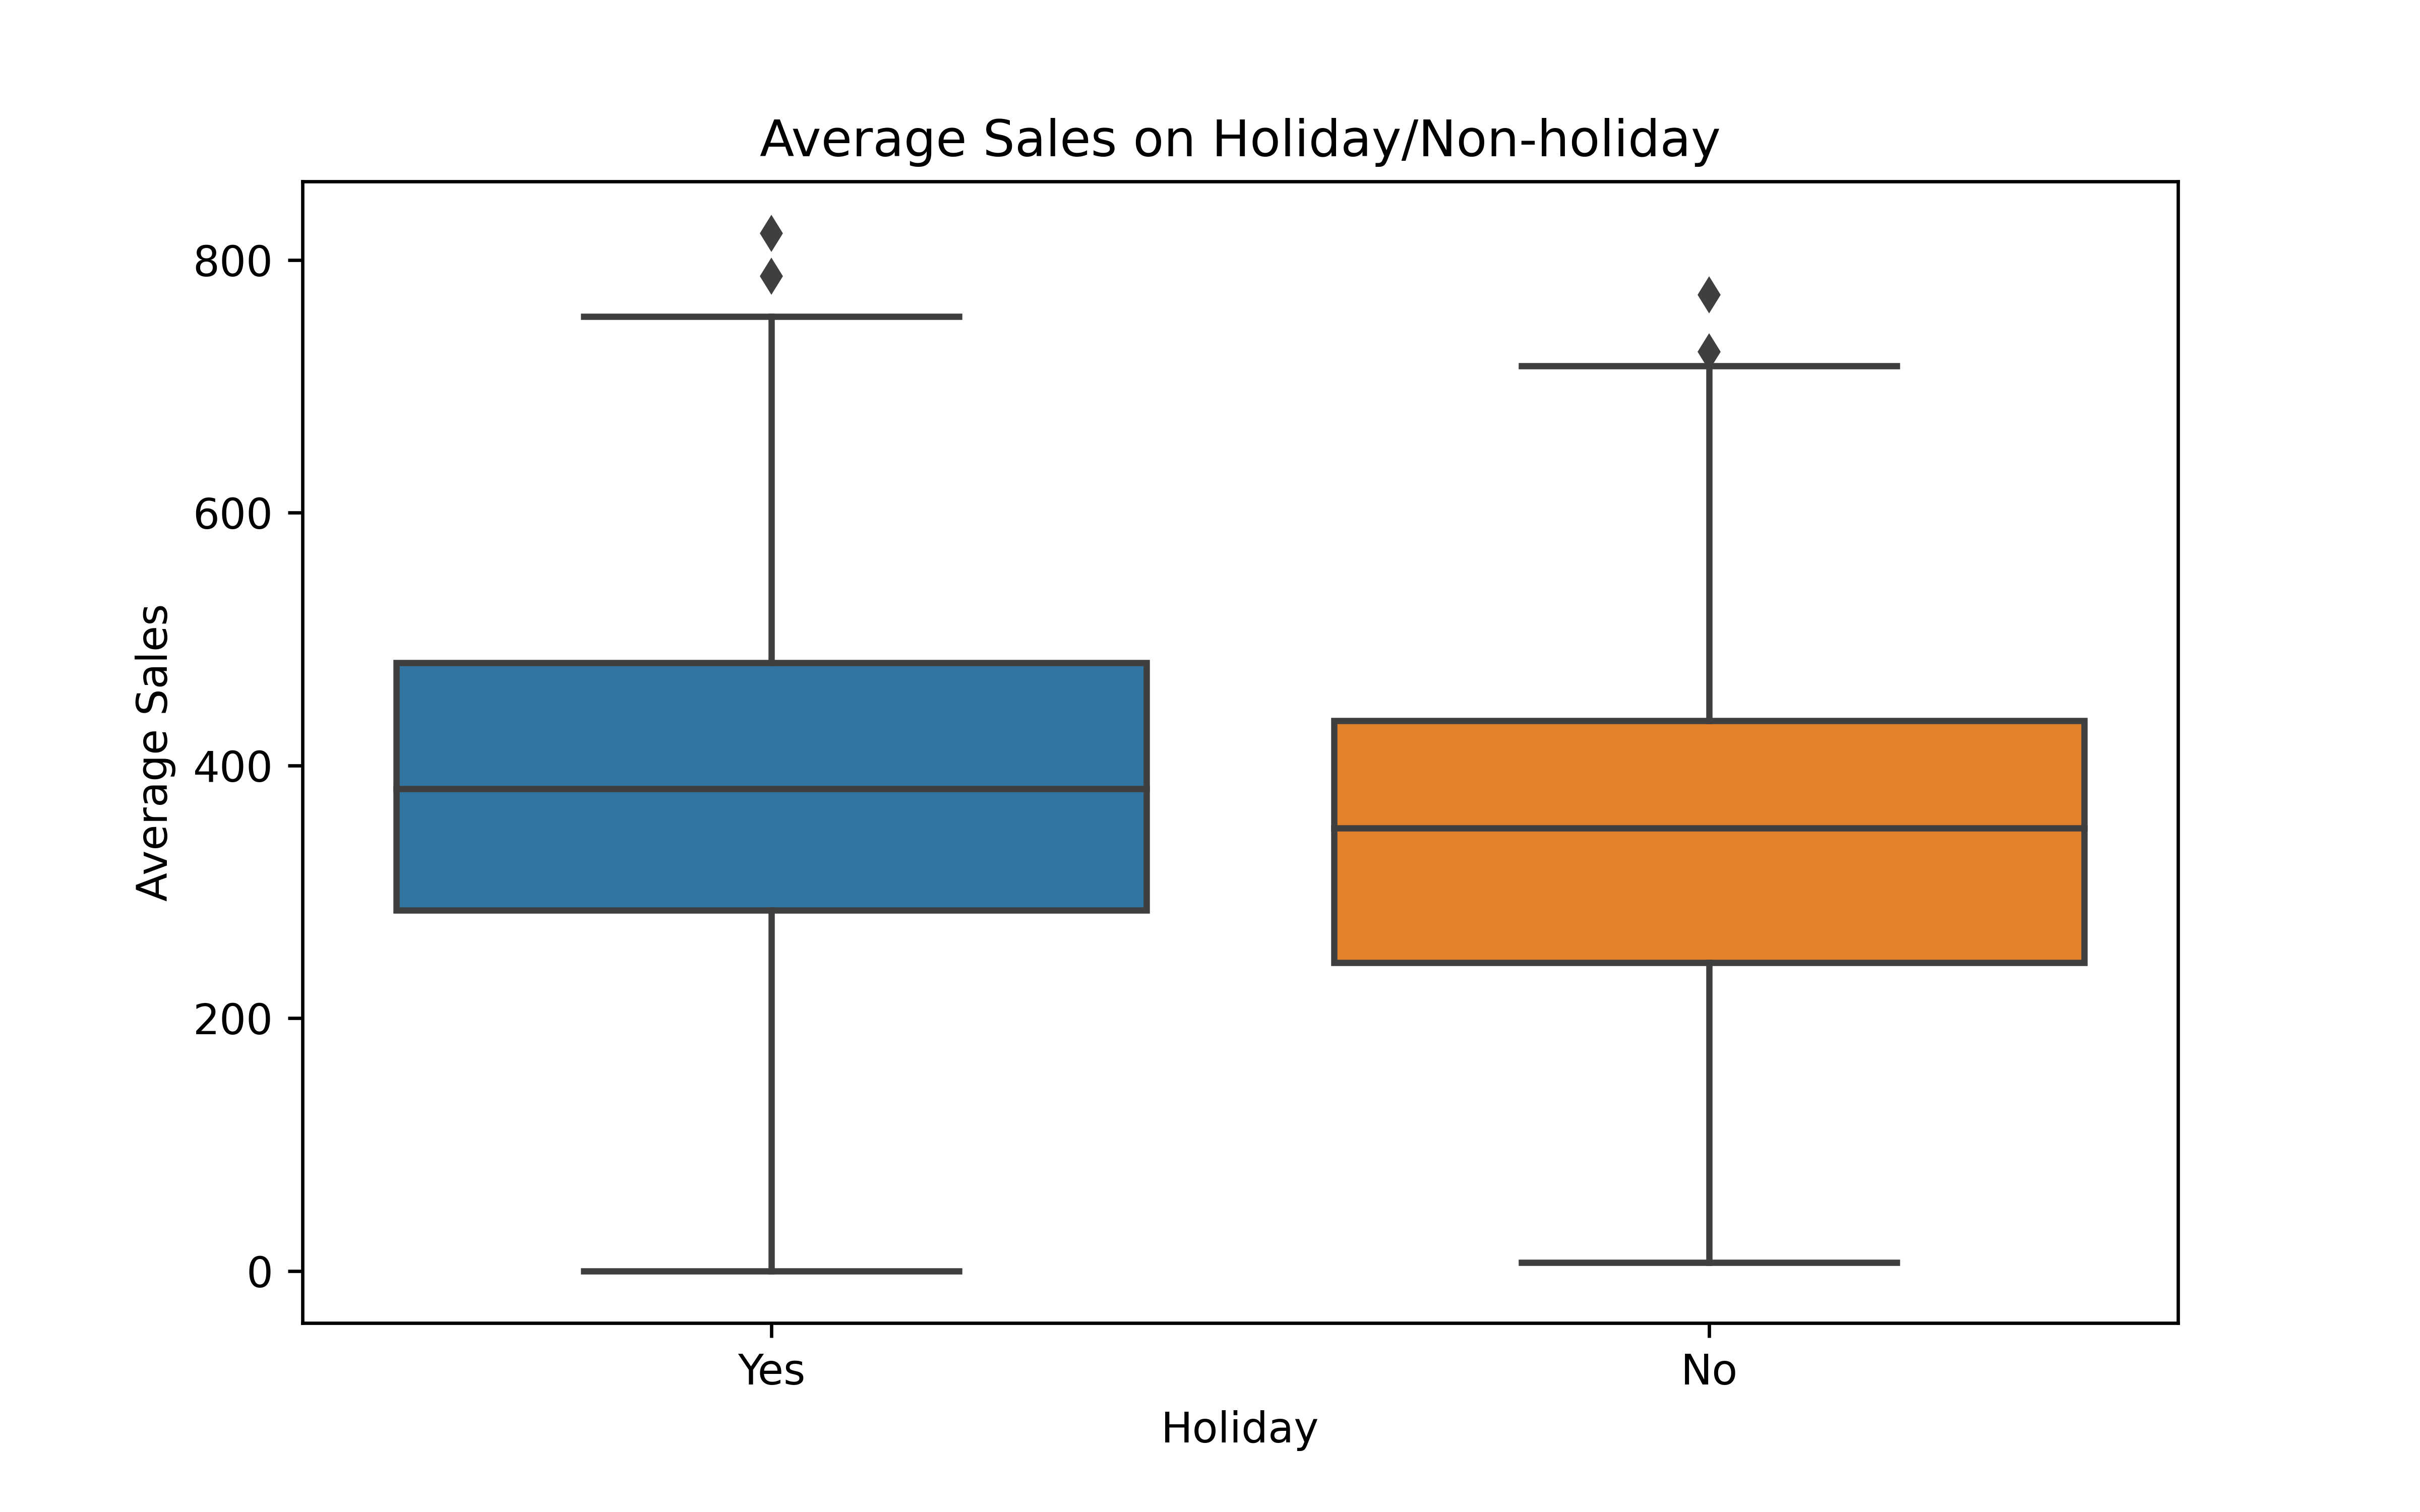 Average Sales on Holiday/Non-holiday
800
600
400
200
0
Average Sales
Yes
No
Holiday